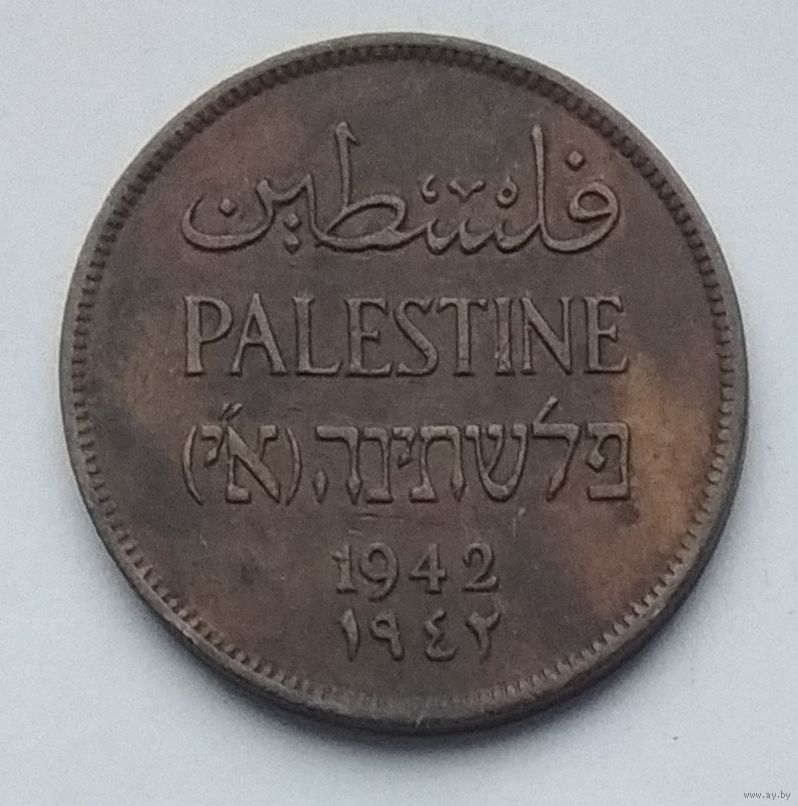 فلسطين
PALESTINE
פלשתינה (א״י)
1942
١٩٤٢
www.ay.by